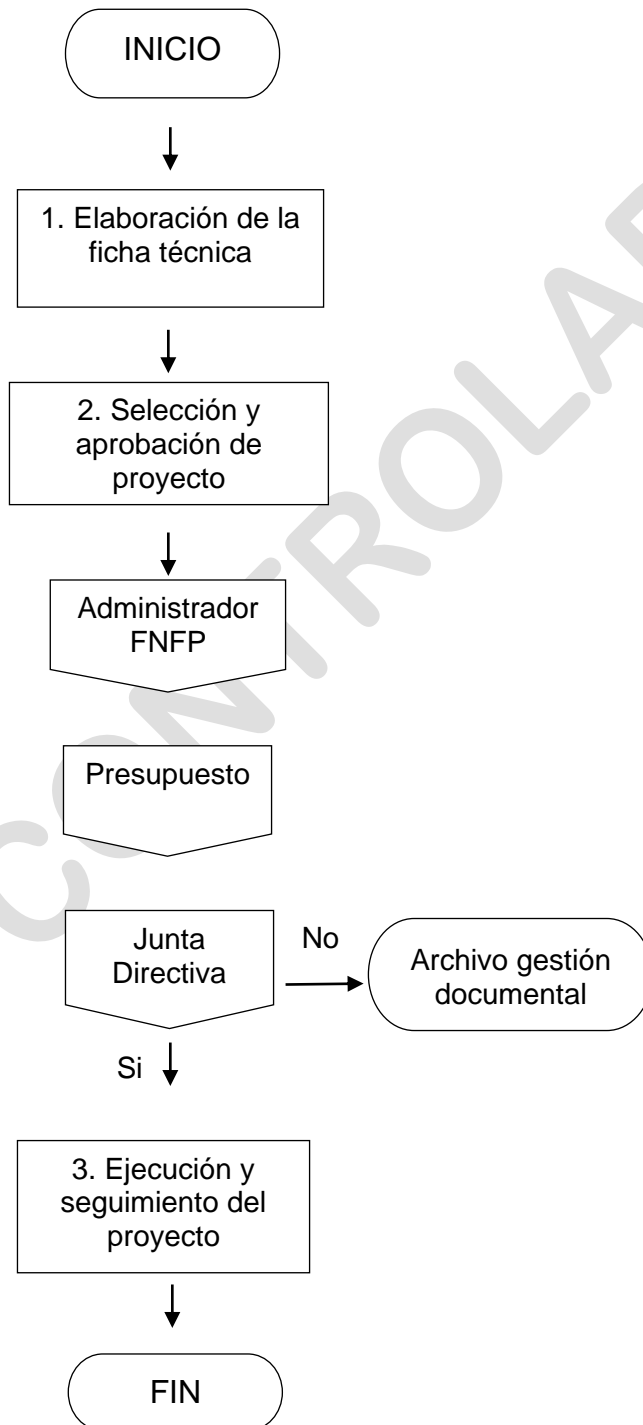 INICIO
1. Elaboración de la
ficha técnica
2. Selección y
aprobación de
proyecto
Administrador
FNFP
Presupuesto
Junta
Directiva
No
Archivo gestión
documental
Si
3. Ejecución y
seguimiento del
proyecto
FIN
CONTROLA